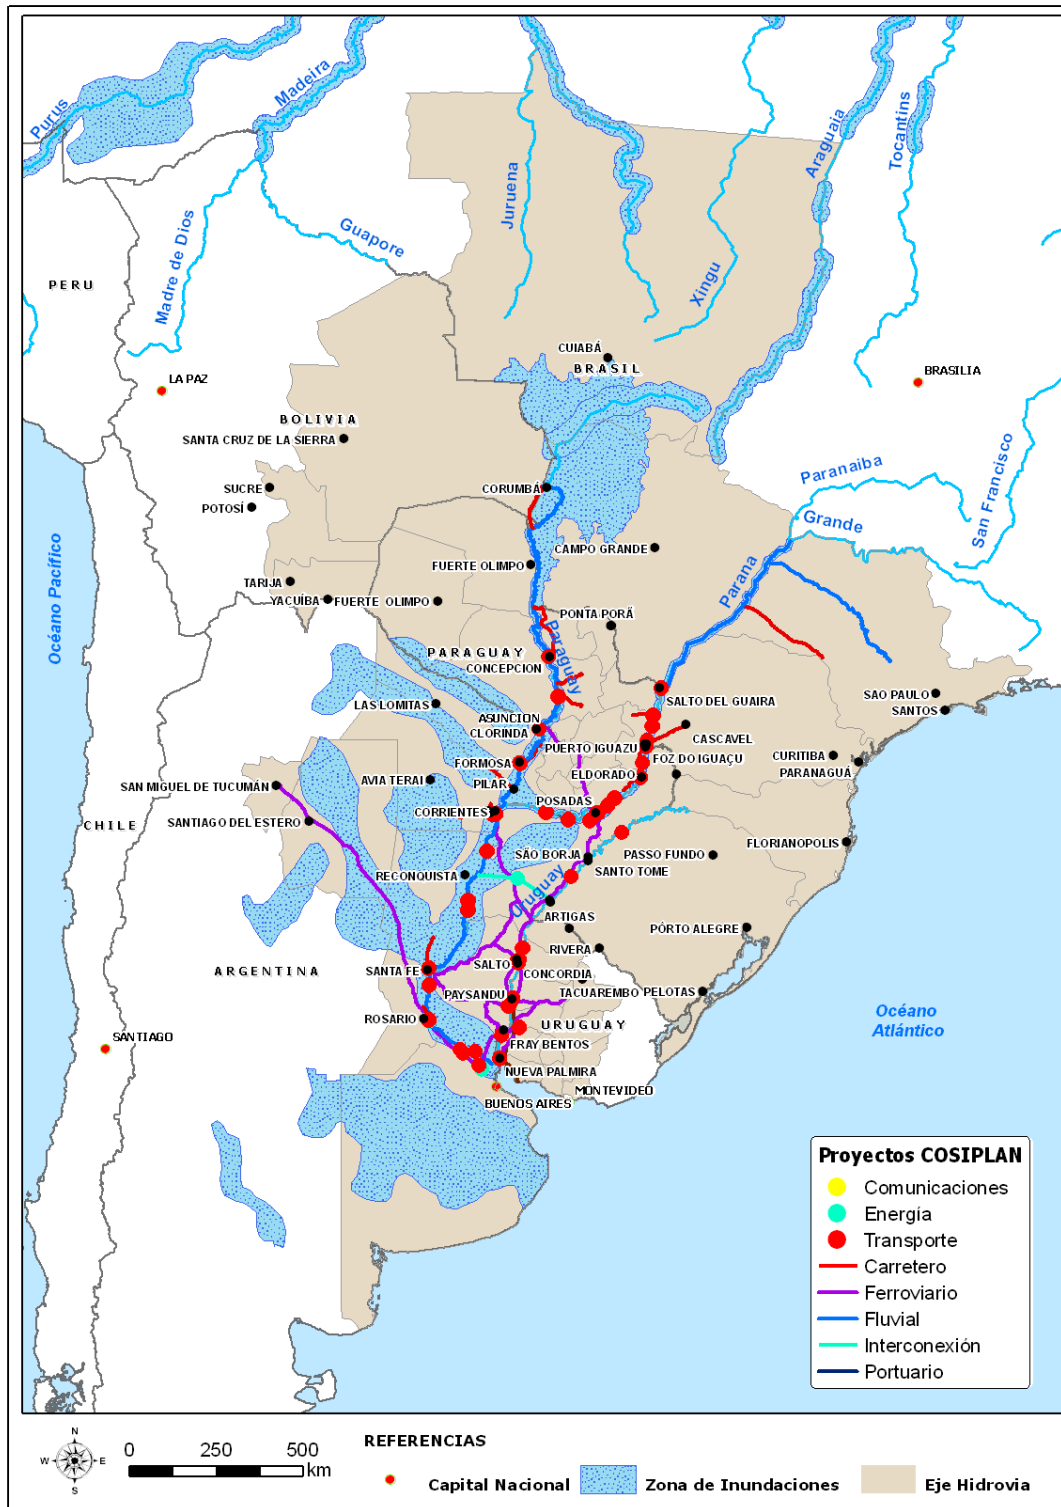 Purus
Madeira
Juruena
Xingu
Araguaia
Tocantins
Guapore
Madre de Dios
PERU
LA PAZ
CUIABÁ
BRASIL
BRASILIA
BOLIVIA
SANTA CRUZ DE LA SIERRA
Paranaiba
San Francisco
SUCRE
CORUMBÁ
POTOSÍ
Grande
Océano Pacífico
CAMPO GRANDE
FUERTE OLIMPO
Parana
TARIJA
YACUÍBA
FUERTE OLIMPO
PONTA PORÃ
Paraguay
PARAGUAY
CONCEPCION
SALTO DEL GUAIRA
SAO PAULO
SANTOS
LAS LOMITAS
ASUNCION
CLORINDA
CASCAVEL
PUERTO IGUAZU
FOZ DO IGUAÇU
CURITIBA
PARANAGUÁ
FORMOSA
ELDORADO
SAN MIGUEL DE TUCUMÁN
AVIA TERAI
PILAR
POSADAS
CORRIENTES
CHILE
SANTIAGO DEL ESTERO
FLORIANOPOLIS
SÃO BORJA
PASSO FUNDO
SANTO TOME
RECONQUISTA
Uruguay
ARTIGAS
PÓRTO ALEGRE
RIVERA
ARGENTINA
SANTA FE
SALTO
CONCORDIA
PAYSANDU
TACUAREMBO
PELOTAS
ROSARIO
URUGUAY
Océano
Atlántico
SANTIAGO
FRAY BENTOS
NUEVA PALMIRA
MONTEVIDEO
BUENOS AIRES
Proyectos COSIPLAN
Comunicaciones
Energía
Transporte
Carretero
Ferroviario
Fluvial
Interconexión
Portuario
N
W E
S
0 250 500
km
REFERENCIAS
Capital Nacional
Zona de Inundaciones
Eje Hidrovia